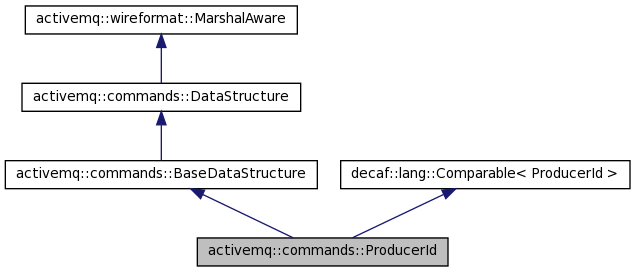 activemq::wireformat::MarshalAware
activemq::commands::DataStructure
activemq::commands::BaseDataStructure
decaf::lang::Comparable< ProducerId >
activemq::commands::ProducerId